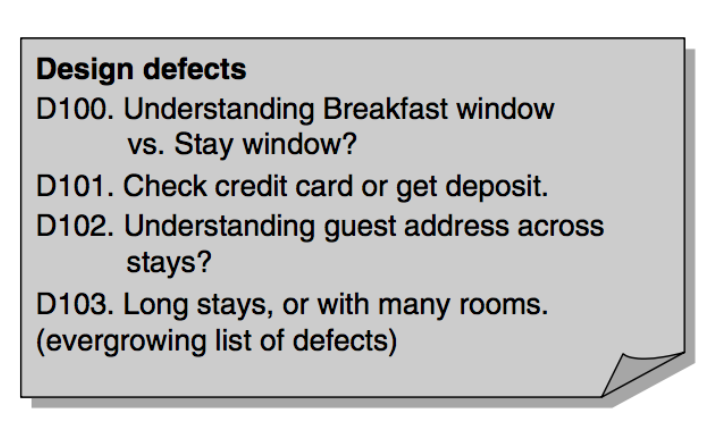 Design defects
D100. Understanding Breakfast window
vs. Stay window?
D101. Check credit card or get deposit.
D102. Understanding guest address across
stays?
D103. Long stays, or with many rooms.
(evergrowing list of defects)